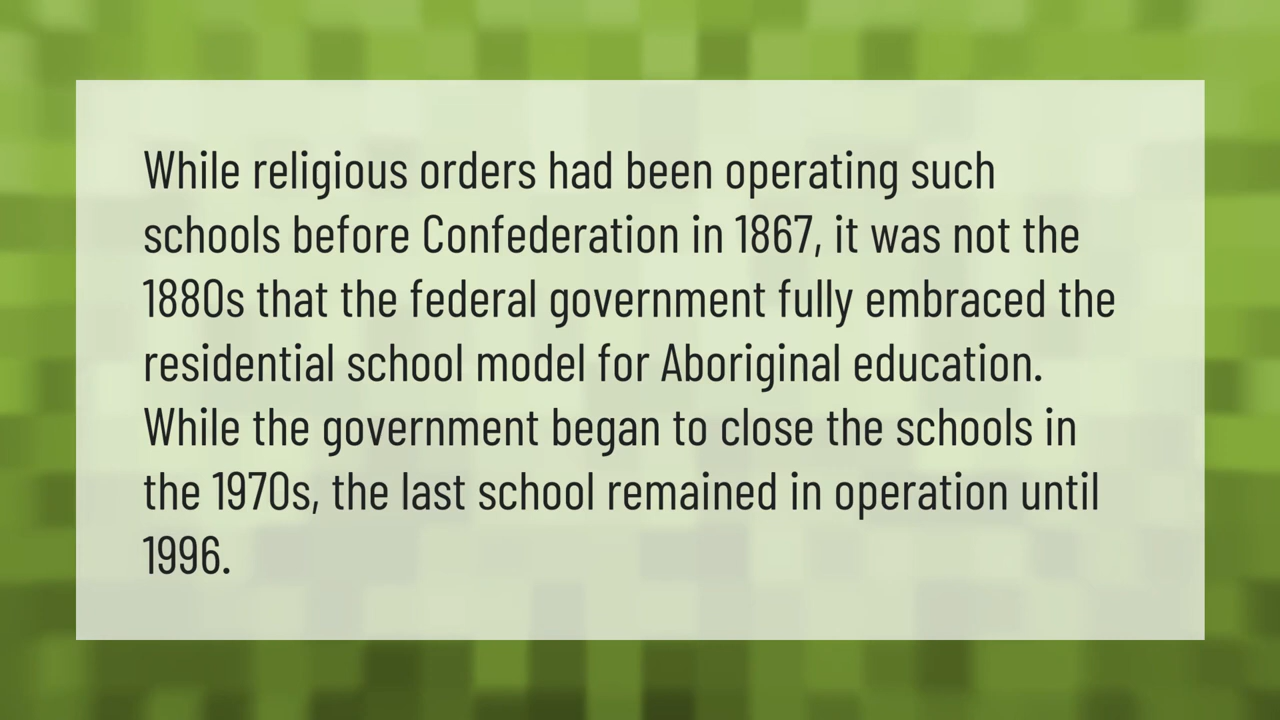 While religious orders had been operating such
schools before Confederation in 1867, it was not the
1880s that the federal government fully embraced the
residential school model for Aboriginal education.
While the government began to close the schools in
the 1970s, the last school remained in operation until
1996.